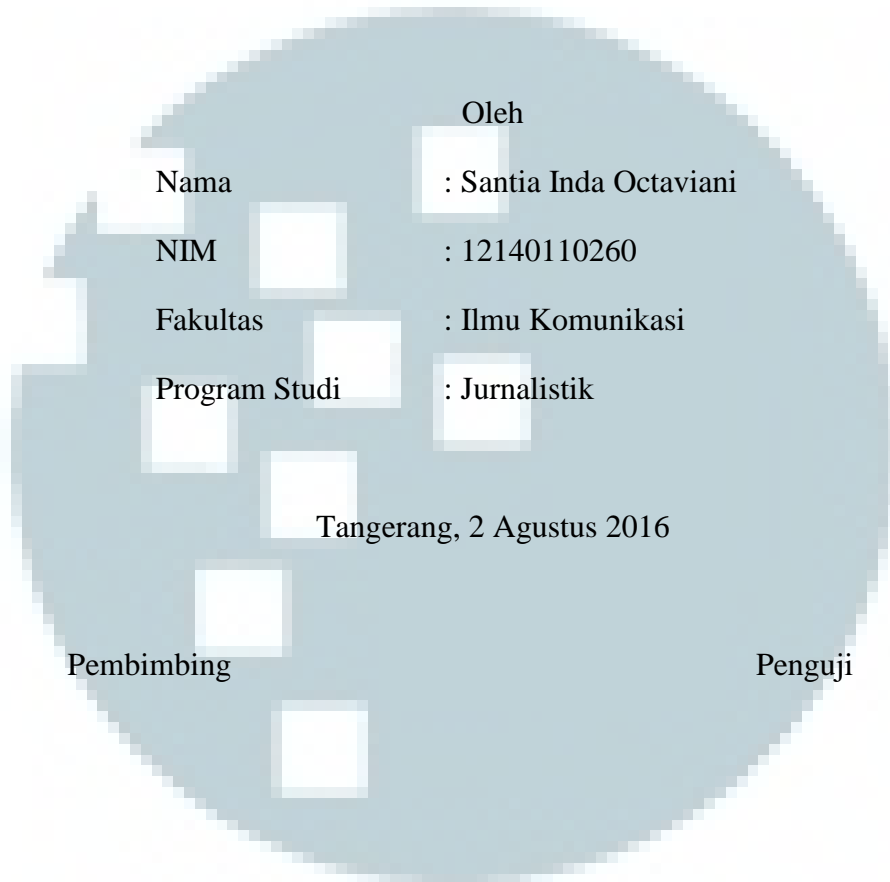 Oleh
Nama : Santia Inda Octaviani
NIM : 12140110260
Fakultas : Ilmu Komunikasi
Program Studi : Jurnalistik
Tangerang, 2 Agustus 2016
Pembimbing Penguji